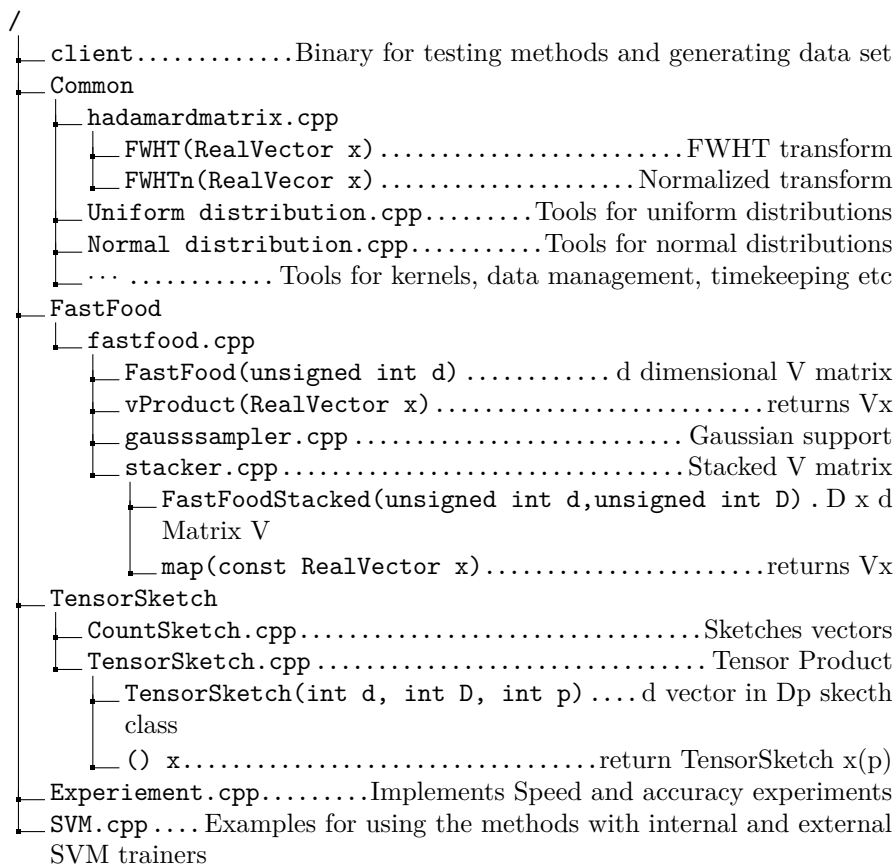 /
client.............Binary for testing methods and generating data set
Common
hadamardmatrix.cpp
FWHT(RealVector x).........................FWHT transform
FWHTn(RealVecor x).....................Normalized transform
Uniform distribution.cpp.........Tools for uniform distributions
Normal distribution.cpp...........Tools for normal distributions
··· ............ Tools for kernels, data management, timekeeping etc
FastFood
fastfood.cpp
FastFood(unsigned int d) ............ d dimensional V matrix
vProduct(RealVector x)...........................returns Vx
gausssampler.cpp........................... Gaussian support
stacker.cpp..................................Stacked V matrix
FastFoodStacked(unsigned int d,unsigned int D) . D x d
Matrix V
map(const RealVector x).......................returns Vx
TensorSketch
CountSketch.cpp.................................Sketches vectors
TensorSketch.cpp ................................ Tensor Product
TensorSketch(int d, int D, int p) .... d vector in Dp skecth
class
() x..................................return TensorSketch x(p)
Experiement.cpp.........Implements Speed and accuracy experiments
SVM.cpp .... Examples for using the methods with internal and external
SVM trainers